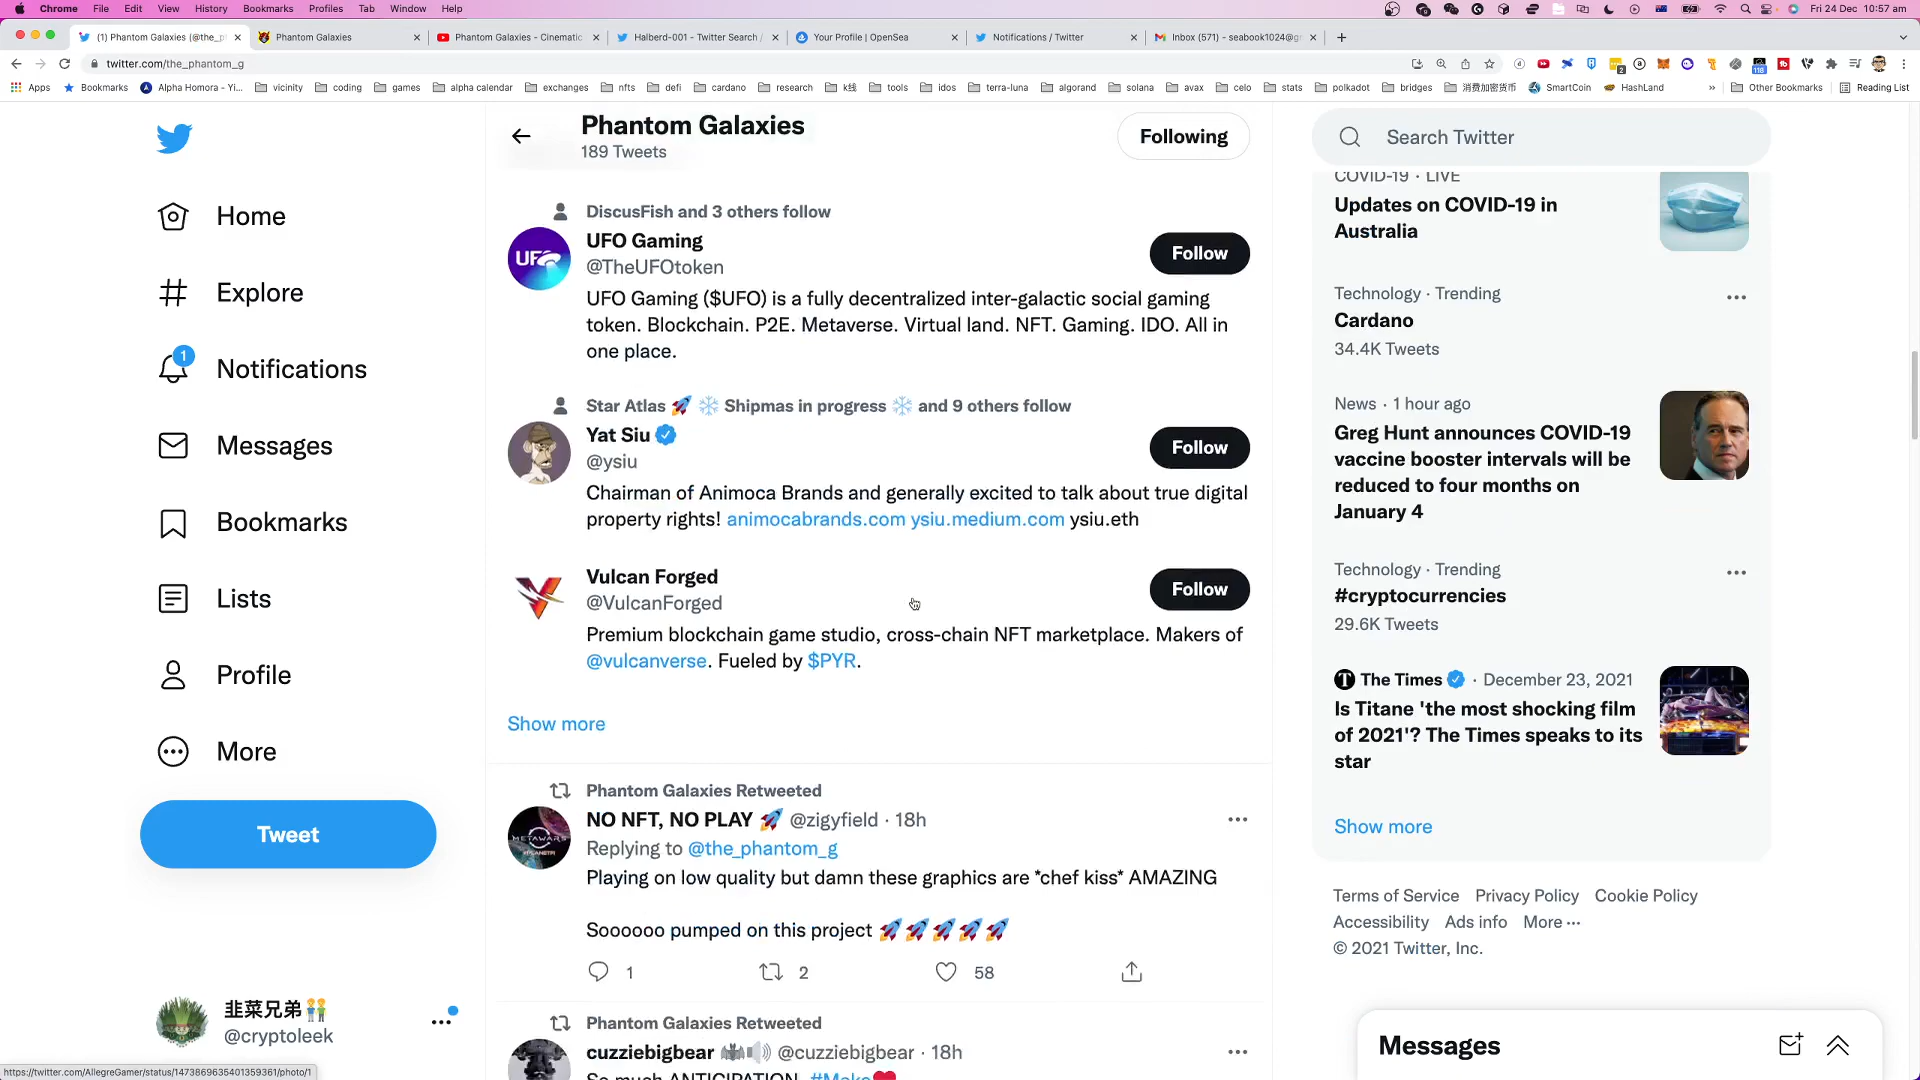 Chrome File Edit View History Bookmarks Profiles Tab Window Help
Fri 24 Dec 10:57 am
(1) Phantom Galaxies (@the_p
Phantom Galaxies
Phantom Galaxies - Cinematic
Halberd-001 - Twitter Search /
Your Profile | OpenSea
Notifications / Twitter
Inbox (571) - seabook1024@g
twitter.com/the_phantom_g
Apps Bookmarks Alpha Homora - Yi... vicinity coding games alpha calendar exchanges nfts defi cardano research k线 tools idos terra-luna algorand solana avax celo stats polkadot bridges 消费加密货币 SmartCoin HashLand » Other Bookmarks Reading List
Home
Explore
1
Notifications
Messages
Bookmarks
Lists
Profile
More
Tweet
韭菜兄弟👬
@cryptoleek
https://twitter.com/AllegreGamer/status/1473869635401359361/photo/1
Phantom Galaxies
189 Tweets
Following
DiscusFish and 3 others follow
UFO
UFO Gaming
@TheUFOtoken
Follow
UFO Gaming ($UFO) is a fully decentralized inter-galactic social gaming
token. Blockchain. P2E. Metaverse. Virtual land. NFT. Gaming. IDO. All in
one place.
Star Atlas 🚀 ❄️ Shipmas in progress ❄️ and 9 others follow
Yat Siu
@ysiu
Follow
Chairman of Animoca Brands and generally excited to talk about true digital
property rights! animocabrands.com ysiu.medium.com ysiu.eth
Vulcan Forged
@VulcanForged
Follow
Premium blockchain game studio, cross-chain NFT marketplace. Makers of
@vulcanverse. Fueled by $PYR.
Show more
Phantom Galaxies Retweeted
METAWARS
NO NFT, NO PLAY 🚀 @zigyfield · 18h
Replying to @the_phantom_g
Playing on low quality but damn these graphics are *chef kiss* AMAZING
Soooooo pumped on this project 🚀🚀🚀🚀🚀
1 2 58
Phantom Galaxies Retweeted
cuzziebigbear 🦇🔊 @cuzziebigbear · 18h
So much ANTICIPATION
Search Twitter
COVID-19 · LIVE
Updates on COVID-19 in
Australia
Technology · Trending
Cardano
34.4K Tweets
News · 1 hour ago
Greg Hunt announces COVID-19
vaccine booster intervals will be
reduced to four months on
January 4
Technology · Trending
#cryptocurrencies
29.6K Tweets
The Times · December 23, 2021
Is Titane 'the most shocking film
of 2021'? The Times speaks to its
star
Show more
Terms of Service Privacy Policy Cookie Policy
Accessibility Ads info More ···
© 2021 Twitter, Inc.
Messages